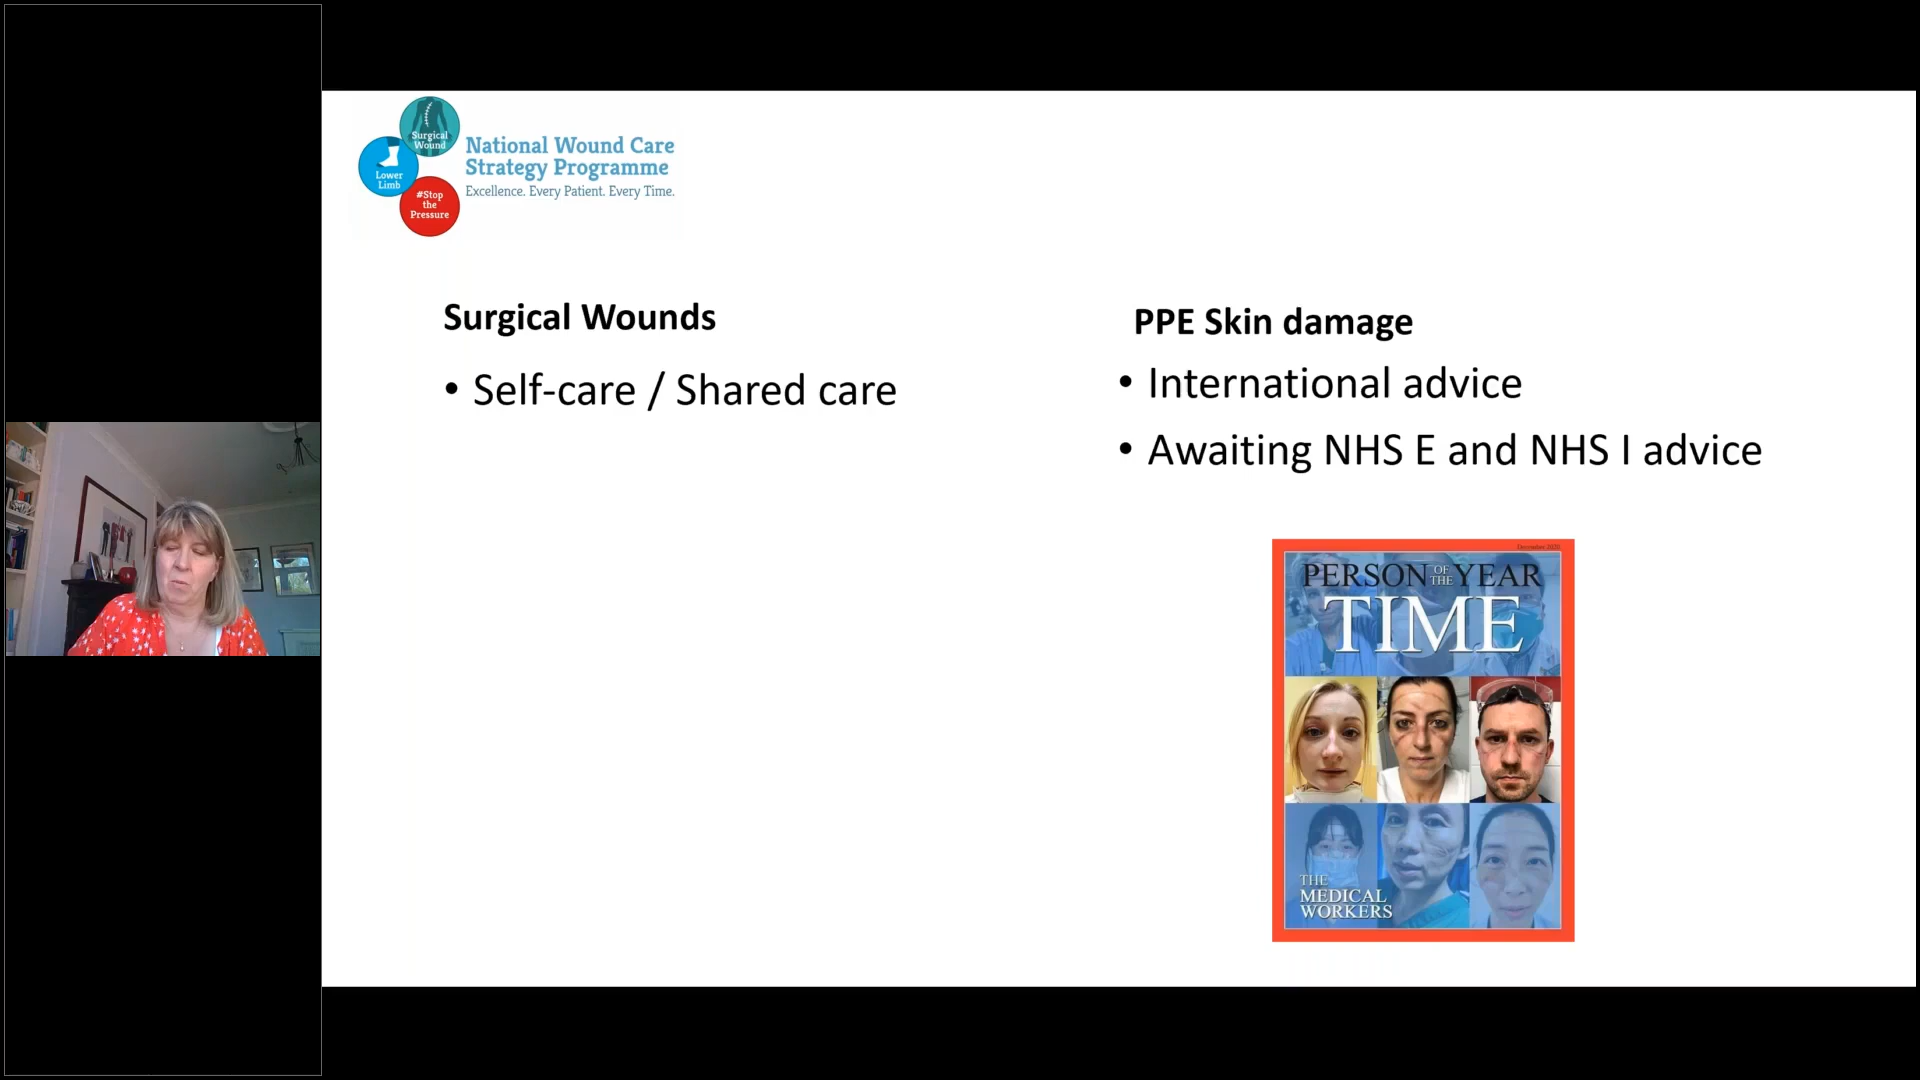 Surgical
Wound
Lower
Limb
#Stop
the
Pressure
National Wound Care
Strategy Programme
Excellence. Every Patient. Every Time.
Surgical Wounds
• Self-care / Shared care
PPE Skin damage
• International advice
• Awaiting NHS E and NHS I advice
December 2020
PERSON OF THE YEAR
TIME
THE
MEDICAL
WORKERS